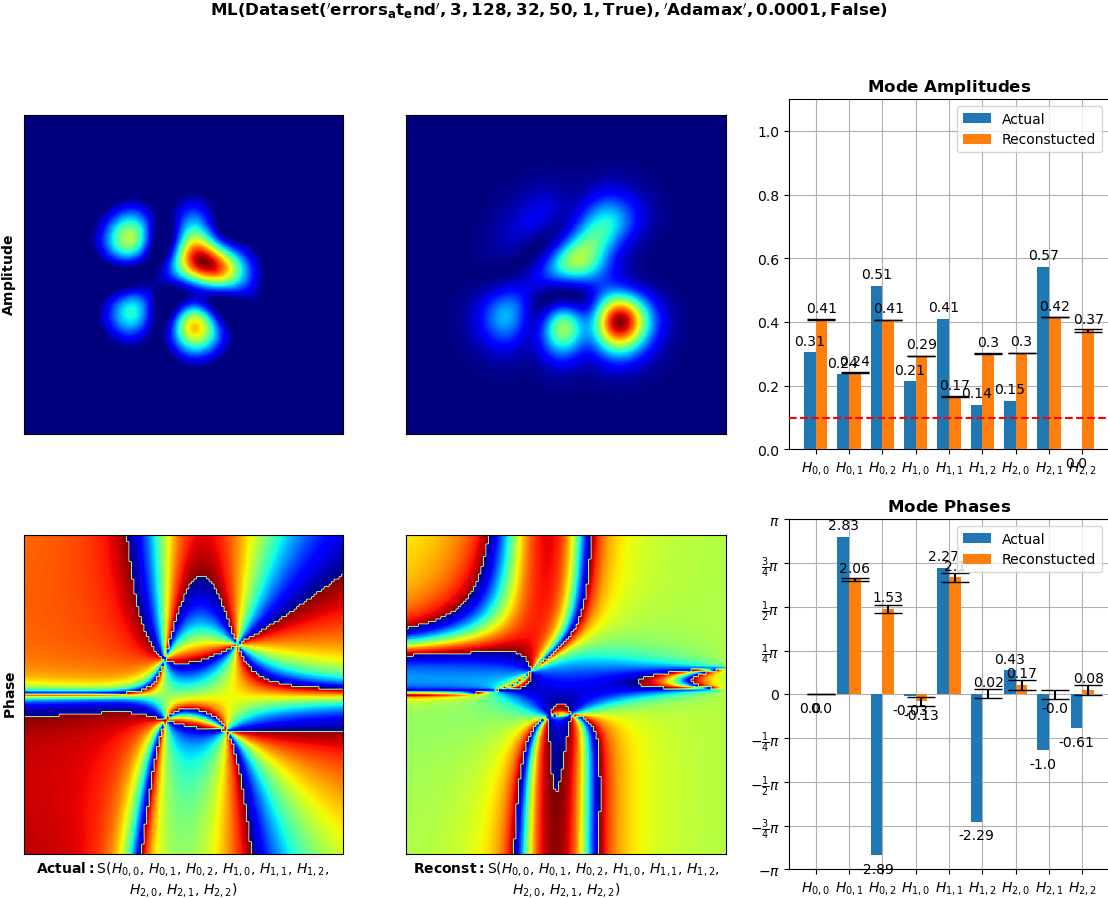 ML(Dataset('errors_at_end', 3, 128, 32, 50, 1, True), 'Adamax', 0.0001, False)
Amplitude
Mode Amplitudes
Actual
Reconstucted
1.0
0.8
0.6
0.4
0.2
0.0
0.31
0.41
0.24
0.24
0.51
0.41
0.21
0.29
0.41
0.17
0.14
0.3
0.15
0.3
0.57
0.42
0.0
0.37
H0,0 H0,1 H0,2 H1,0 H1,1 H1,2 H2,0 H2,1 H2,2
Phase
Mode Phases
Actual
Reconstucted
π
3/4π
1/2π
1/4π
0
−1/4π
−1/2π
−3/4π
−π
0.0
0.0
2.83
2.06
-2.89
1.53
-0.03
-0.13
2.27
-2.29
0.02
0.43
0.17
-1.0
-0.0
-0.61
0.08
H0,0 H0,1 H0,2 H1,0 H1,1 H1,2 H2,0 H2,1 H2,2
Actual: S(H0,0, H0,1, H0,2, H1,0, H1,1, H1,2,
H2,0, H2,1, H2,2)
Reconst: S(H0,0, H0,1, H0,2, H1,0, H1,1, H1,2,
H2,0, H2,1, H2,2)